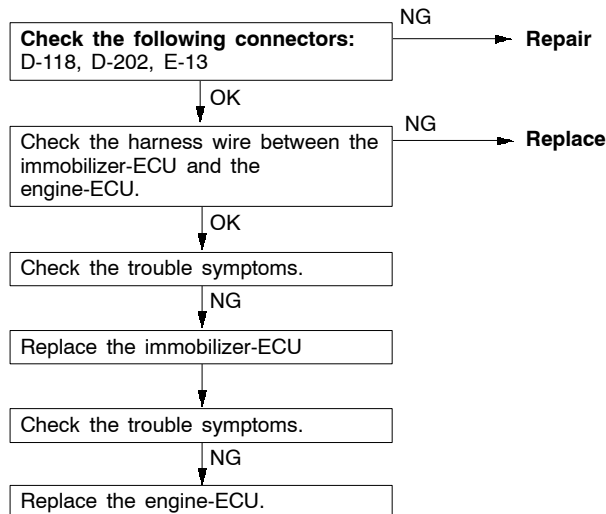 NG
Check the following connectors:
Repair
D-118, D-202, E-13
OK
Check the harness wire between the
NG
immobilizer-ECU and the
Replace
engine-ECU.
OK
Check the trouble symptoms.
NG
Replace the immobilizer-ECU
Check the trouble symptoms.
NG
Replace the engine-ECU.